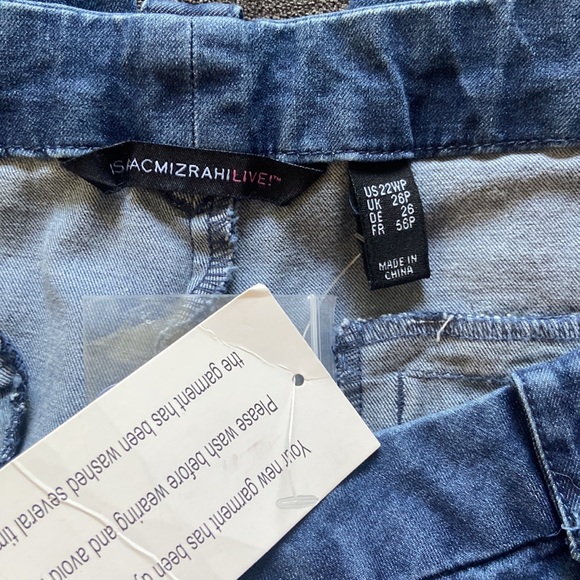 ISAACMIZRAHILIVE!™
US22WP
UK 26P
DE 26
FR 56P
MADE IN
CHINA
Your new garment has been
Please wash before wearing and avoid
the garment has been washed several